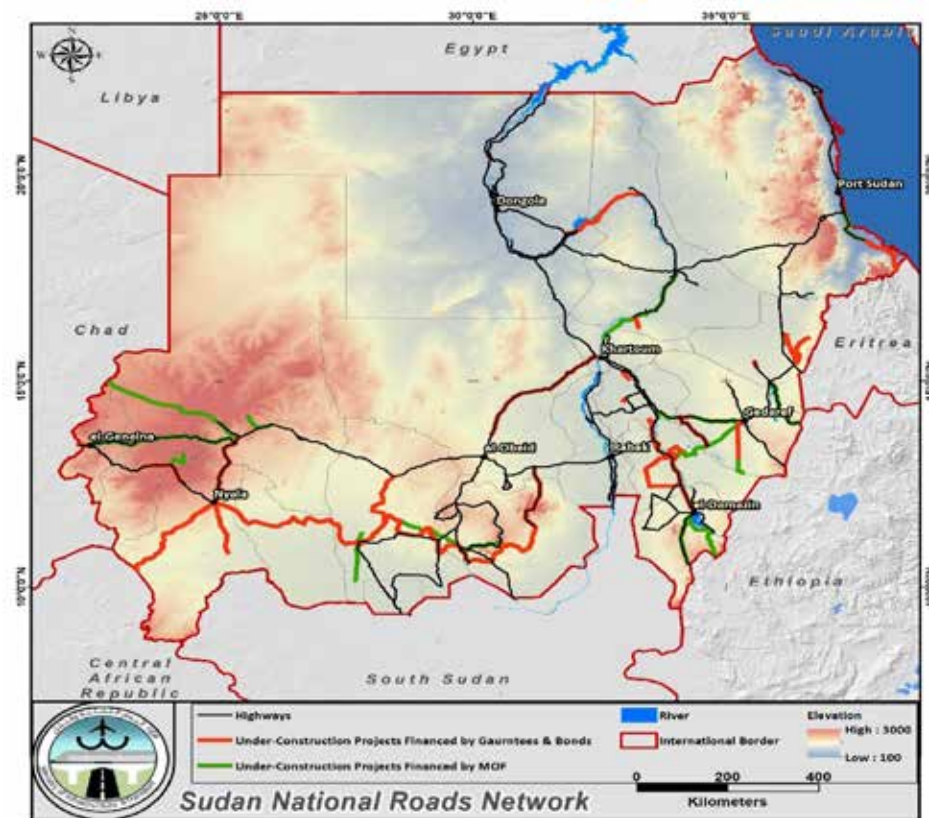 25°0'0"E 30°0'0"E 35°0'0"E
Saudi Arabia
Egypt
W E
S
Libya
20°0'0"N
Port Sudan
Dongola
Chad
Eritrea
Khartoum
15°0'0"N
Gedaref
el Geneina
el Obeid
Rabak
Nyala
el Damazin
Ethiopia
10°0'0"N
Central
African
Republic
South Sudan
Highways
River
Elevation
High : 3000
Under-Construction Projects Financed by Gaurntees & Bonds
International Border
Low : 100
Under-Construction Projects Financed by MOF
0 200 400
Kilometers
Sudan National Roads Network